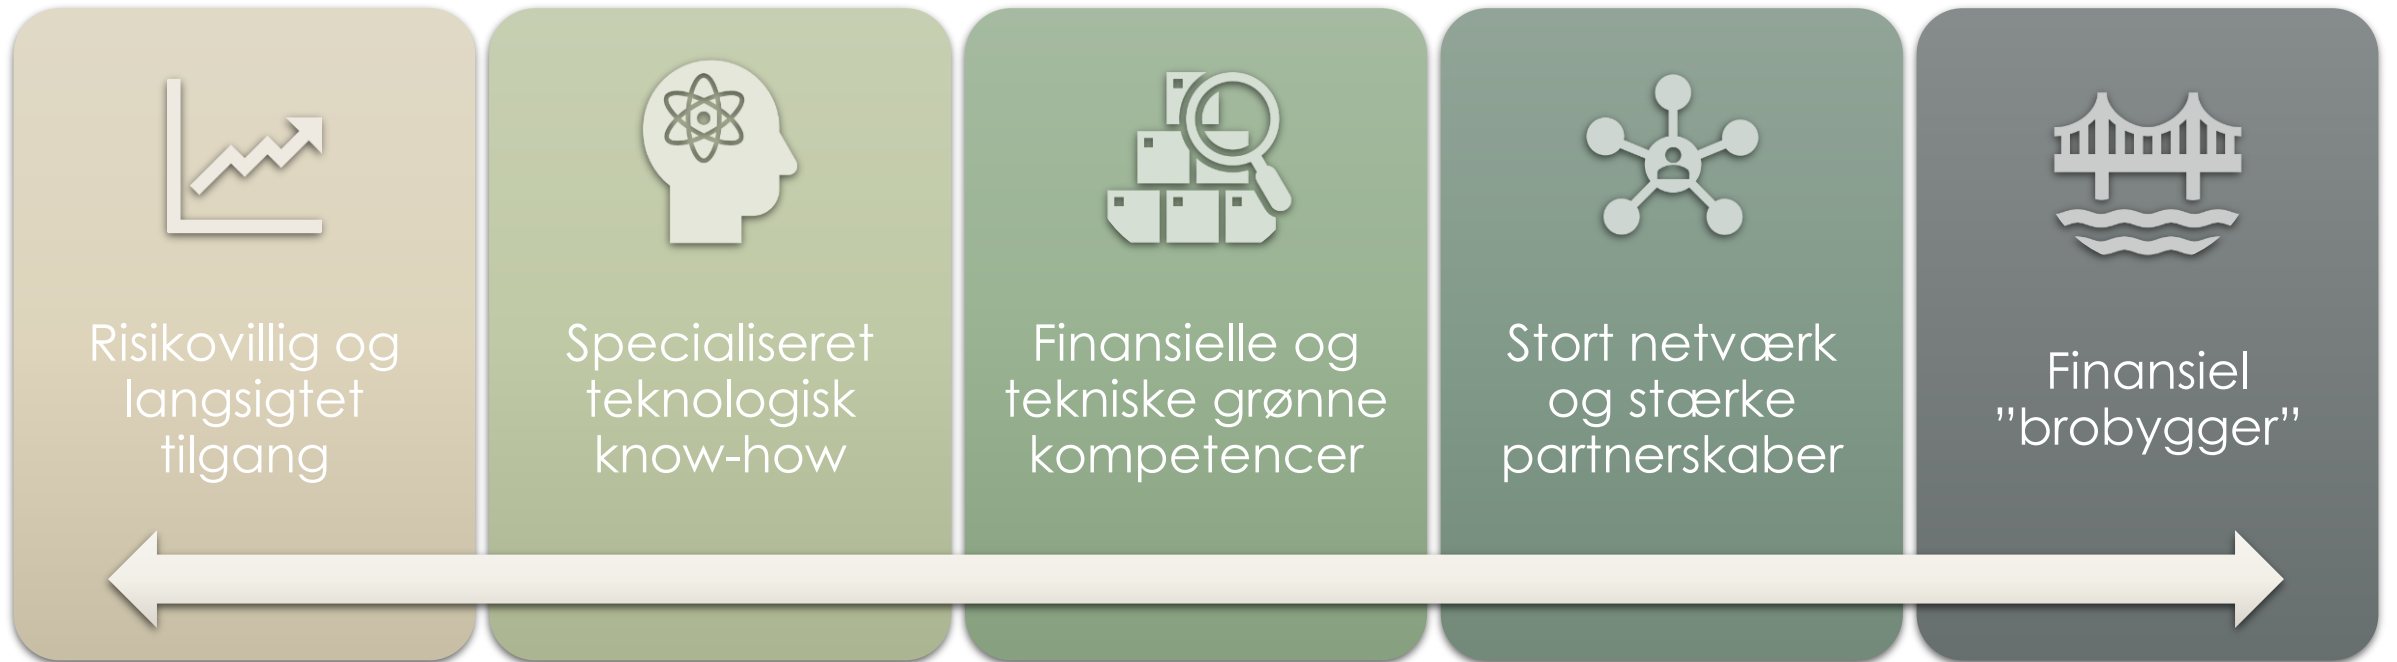 Risikovillig og
langsigtet
tilgang
Specialiseret
teknologisk
know-how
Finansielle og
tekniske grønne
kompetencer
Stort netværk
og stærke
partnerskaber
Finansiel
”brobygger”